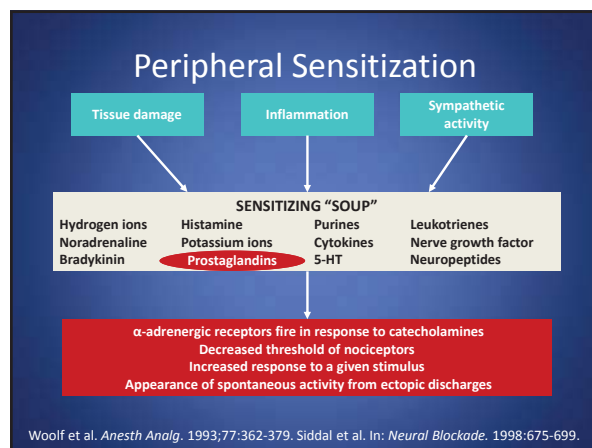 Peripheral Sensitization
Tissue damage
Inflammation
Sympathetic
activity
SENSITIZING "SOUP"
Hydrogen ions Histamine Purines Leukotrienes
Noradrenaline Potassium ions Cytokines Nerve growth factor
Bradykinin Prostaglandins 5-HT Neuropeptides
α-adrenergic receptors fire in response to catecholamines
Decreased threshold of nociceptors
Increased response to a given stimulus
Appearance of spontaneous activity from ectopic discharges
Woolf et al. Anesth Analg. 1993;77:362-379. Siddal et al. In: Neural Blockade. 1998:675-699.